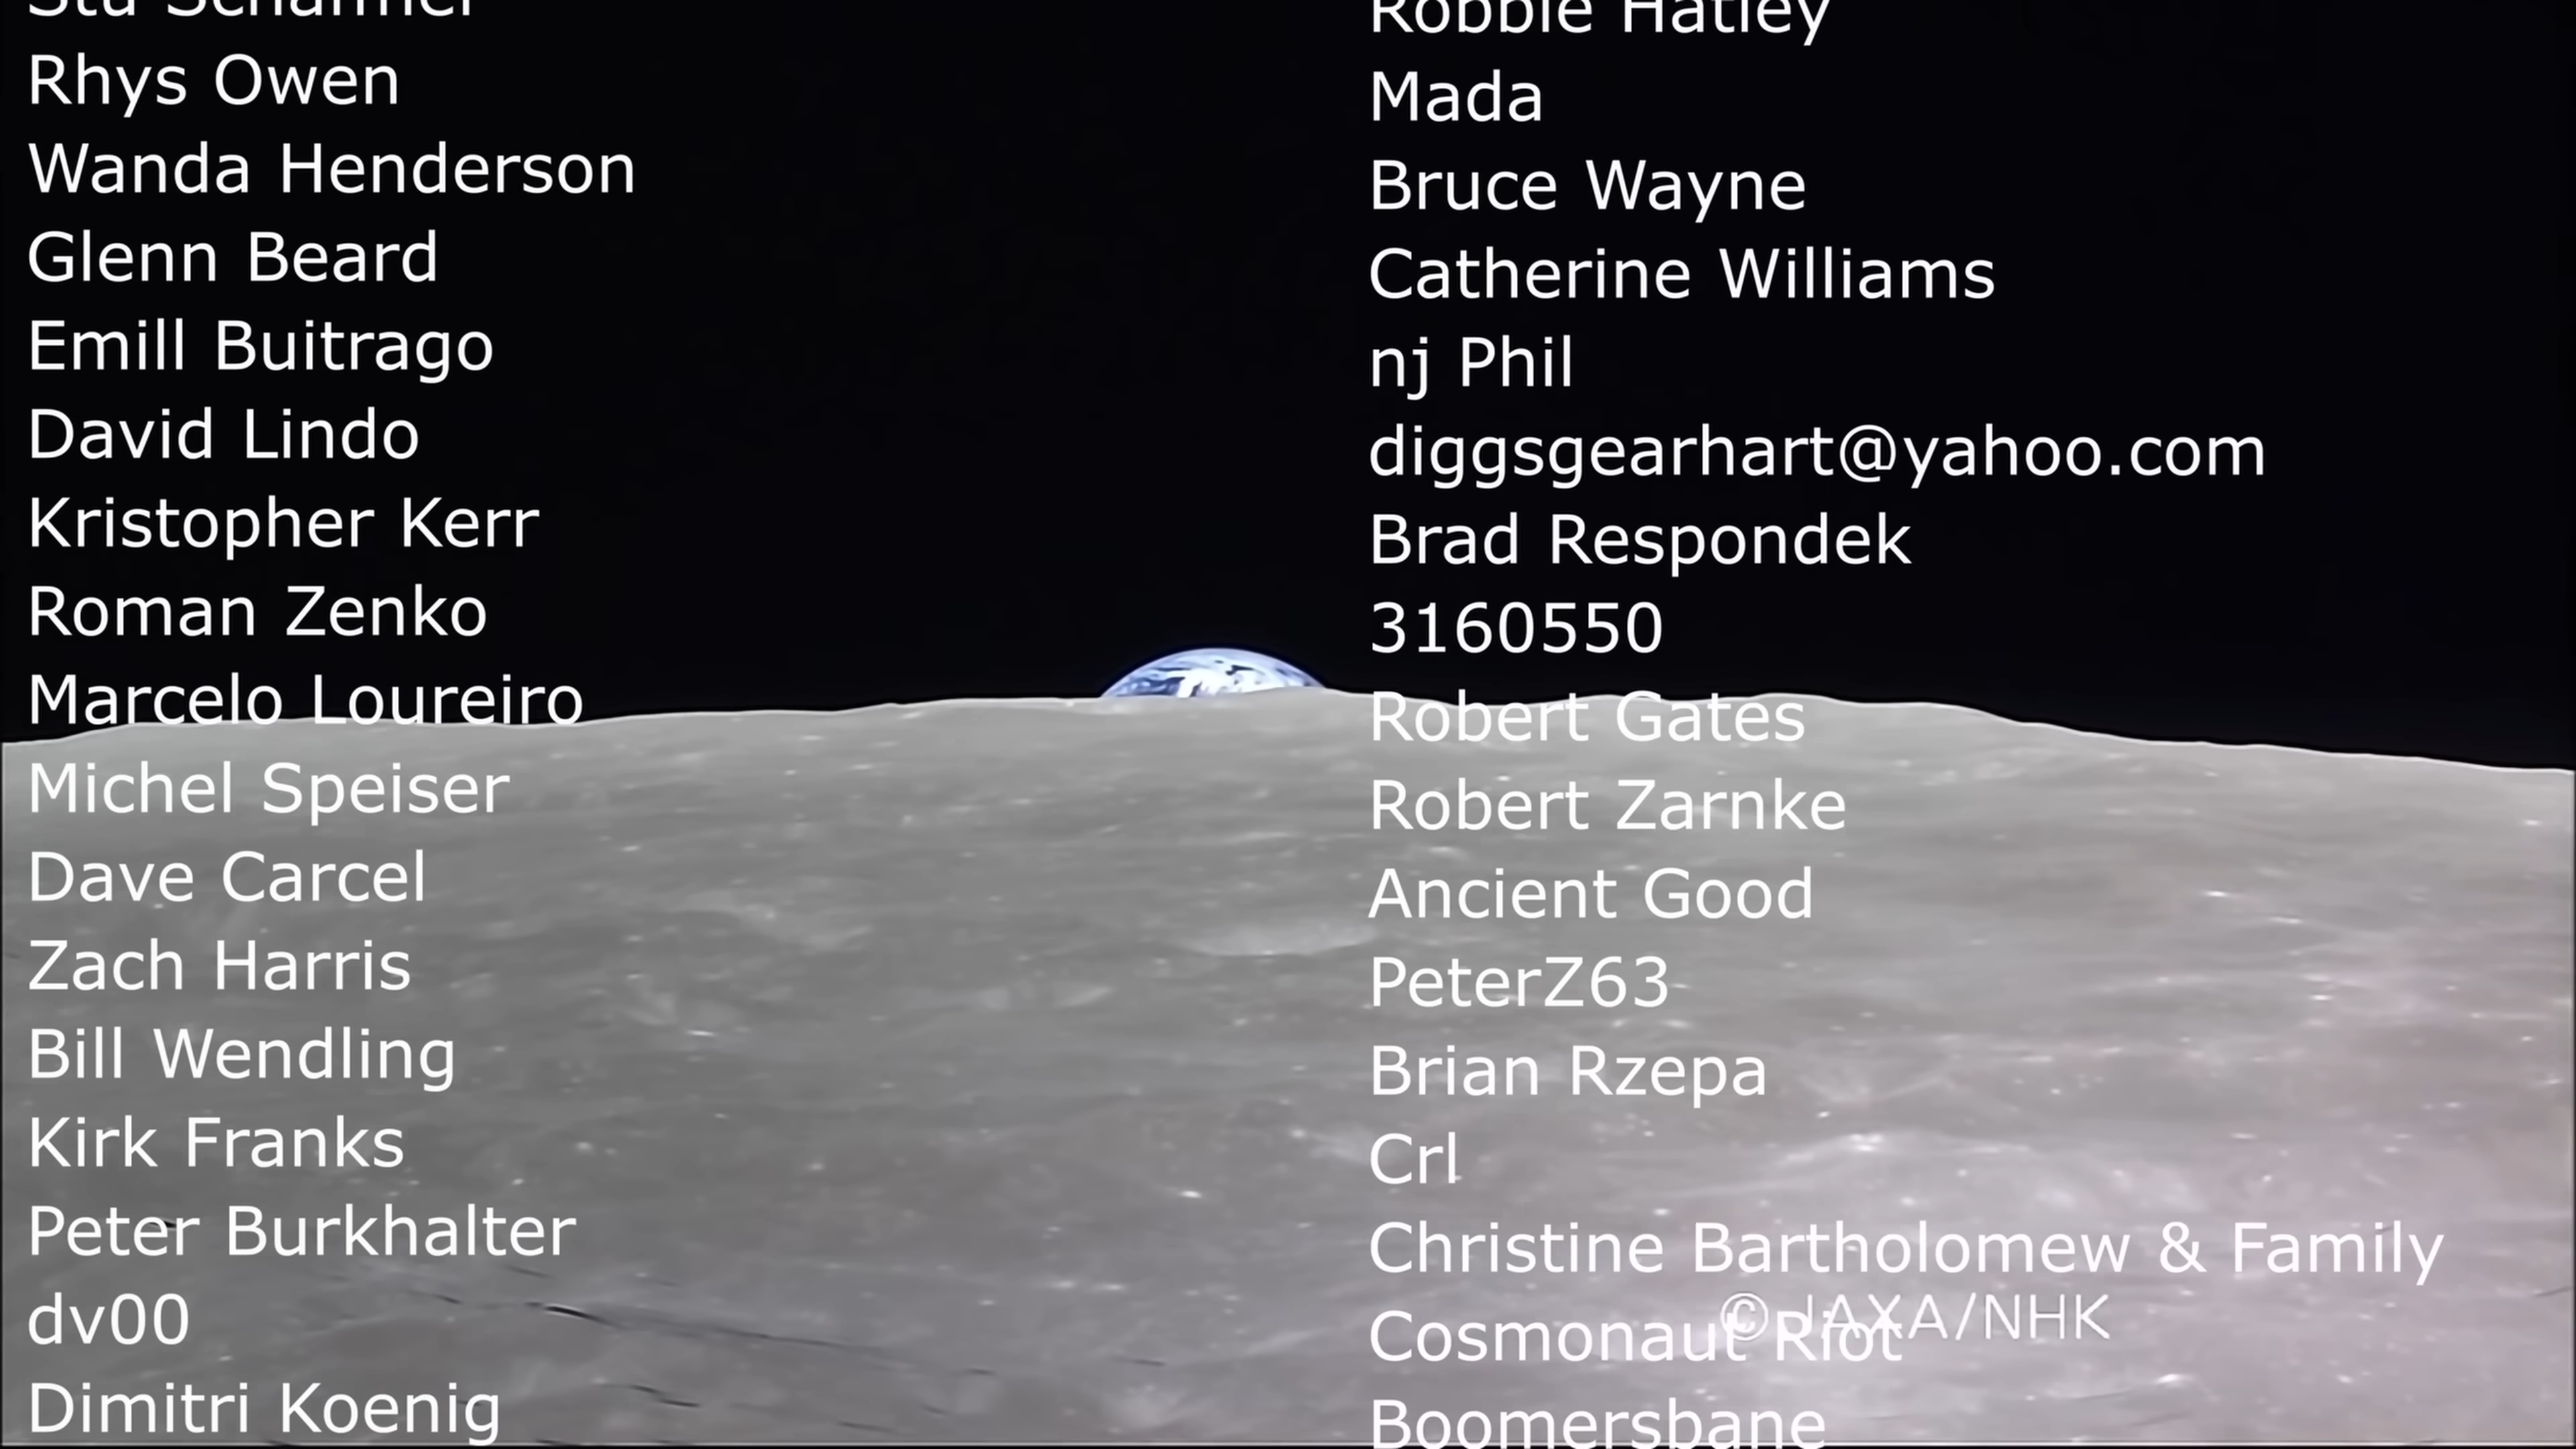 Rhys Owen
Wanda Henderson
Glenn Beard
Emill Buitrago
David Lindo
Kristopher Kerr
Roman Zenko
Marcelo Loureiro
Michel Speiser
Dave Carcel
Zach Harris
Bill Wendling
Kirk Franks
Peter Burkhalter
dv00
Dimitri Koenig
Robbie Hatley
Mada
Bruce Wayne
Catherine Williams
nj Phil
diggsgearhart@yahoo.com
Brad Respondek
3160550
Robert Gates
Robert Zarnke
Ancient Good
PeterZ63
Brian Rzepa
Crl
Christine Bartholomew & Family
Cosmonaut Riot
Boomersbane
© JAXA/NHK